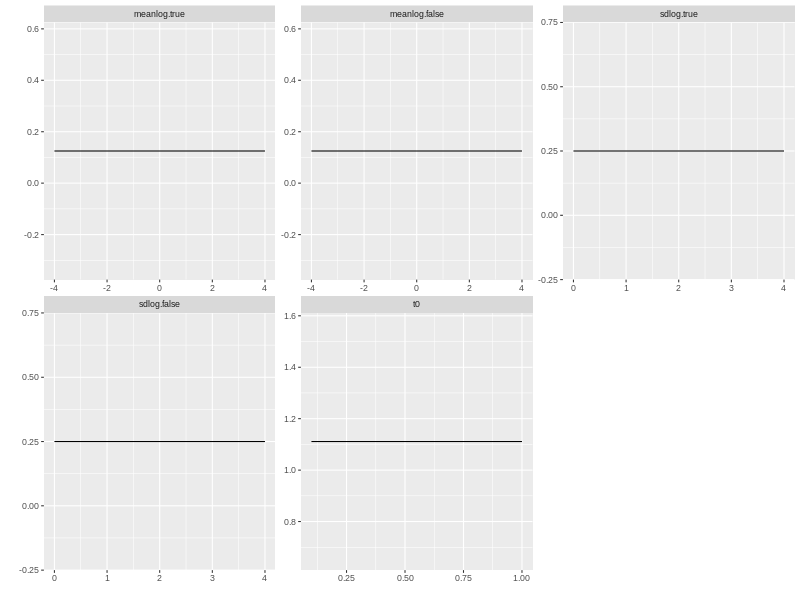 meanlog.true meanlog.false sdlog.true
0.6 0.6 0.75
0.4 0.4 0.50
0.2 0.2 0.25
0.0 0.0 0.00
-0.2 -0.2 -0.25
-4 -2 0 2 4 -4 -2 0 2 4 0 1 2 3 4
sdlog.false t0
0.75 1.6
0.50 1.4
0.25 1.2
0.00 1.0
-0.25 0.8
0 1 2 3 4 0.25 0.50 0.75 1.00